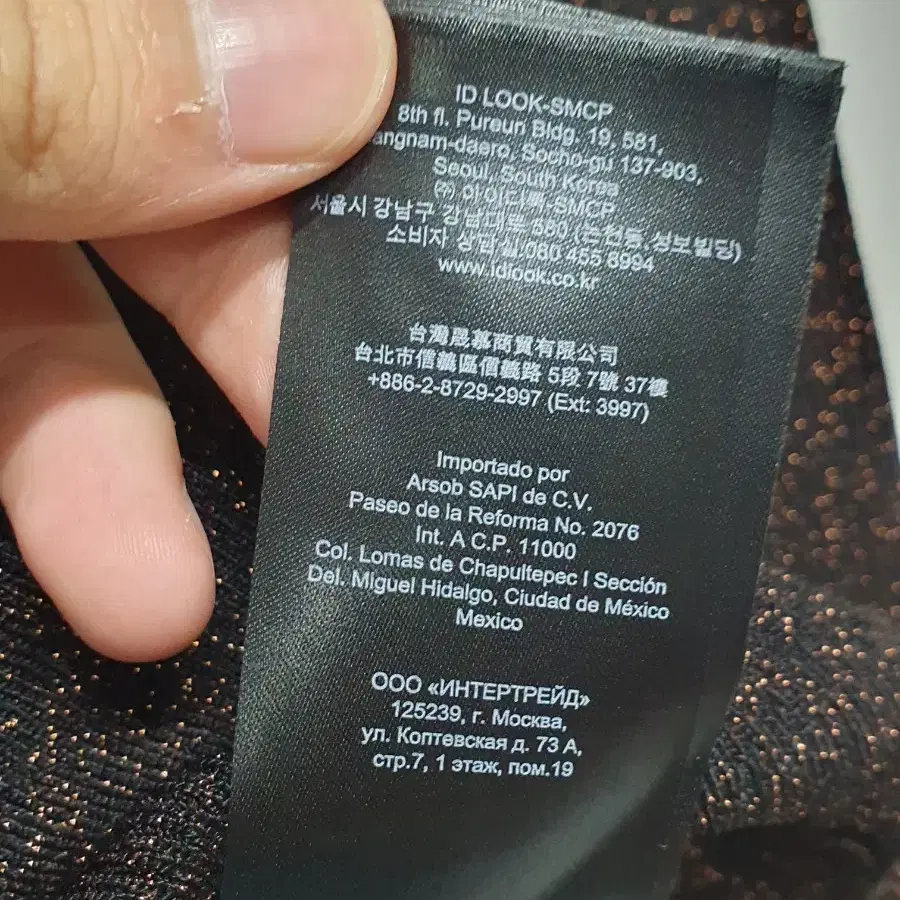 ID LOOK-SMCP
8th fl. Pureun Bldg. 19, 581,
angnam-daero, Socho-gu 137-903,
Seoul, South Korea
㈜ 아이디룩-SMCP
서울시 강남구 강남대로 580 (논현동, 성보빌딩)
소비자 상담실 080 455 8994
www.idlook.co.kr
台灣晟慕商貿有限公司
台北市信義區信義路 5段 7號 37樓
+886-2-8729-2997 (Ext: 3997)
Importado por
Arsob SAPI de C.V.
Paseo de la Reforma No. 2076
Int. A C.P. 11000
Col. Lomas de Chapultepec I Sección
Del. Miguel Hidalgo, Ciudad de México
Mexico
ООО «ИНТЕРТРЕЙД»
125239, г. Москва,
ул. Коптевская д. 73 А,
стр.7, 1 этаж, пом.19